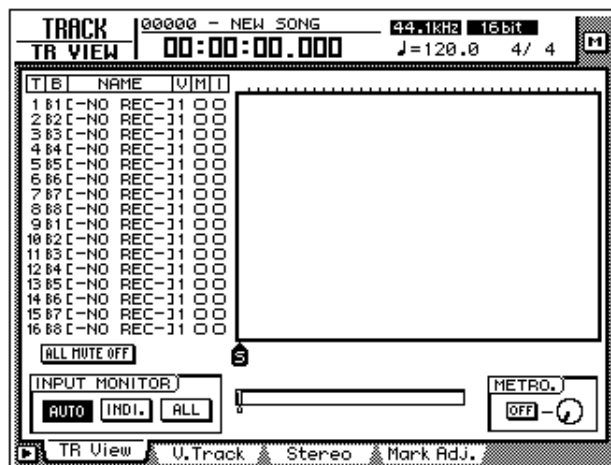 TRACK
TR VIEW
00000 - NEW SONG
00:00:00.000
44.1kHz 16bit
♩=120.0 4/ 4
M
T B NAME V M I
1 B1[-NO REC-]1
2 B2[-NO REC-]1
3 B3[-NO REC-]1
4 B4[-NO REC-]1
5 B5[-NO REC-]1
6 B6[-NO REC-]1
7 B7[-NO REC-]1
8 B8[-NO REC-]1
9 B1[-NO REC-]1
10 B2[-NO REC-]1
11 B3[-NO REC-]1
12 B4[-NO REC-]1
13 B5[-NO REC-]1
14 B6[-NO REC-]1
15 B7[-NO REC-]1
16 B8[-NO REC-]1
ALL MUTE OFF
S
INPUT MONITOR
AUTO INDI. ALL
METRO.
OFF
TR View V.Track Stereo Mark Adj.